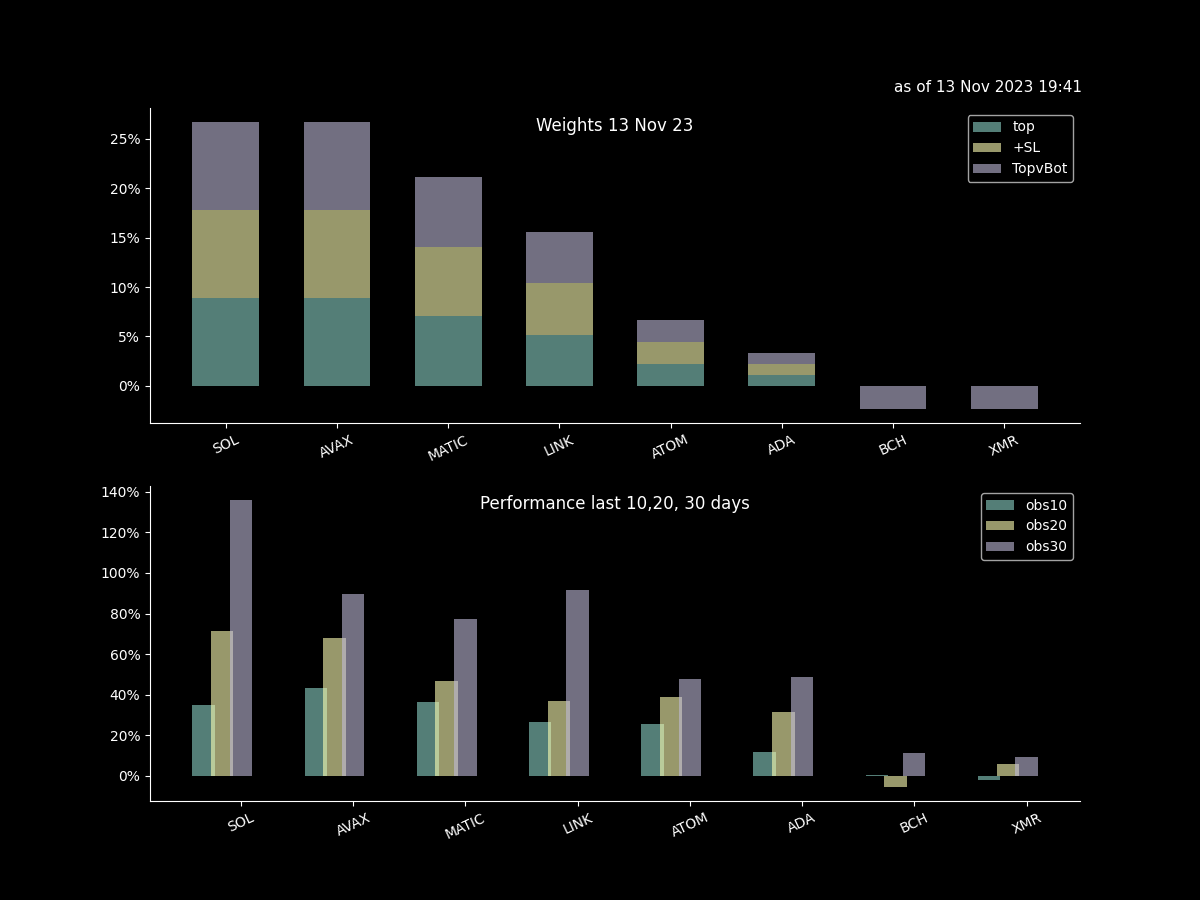 as of 13 Nov 2023 19:41
Weights 13 Nov 23
top
+SL
TopvBot
25%
20%
15%
10%
5%
0%
SOL AVAX MATIC LINK ATOM ADA BCH XMR
Performance last 10,20, 30 days
obs10
obs20
obs30
140%
120%
100%
80%
60%
40%
20%
0%
SOL AVAX MATIC LINK ATOM ADA BCH XMR